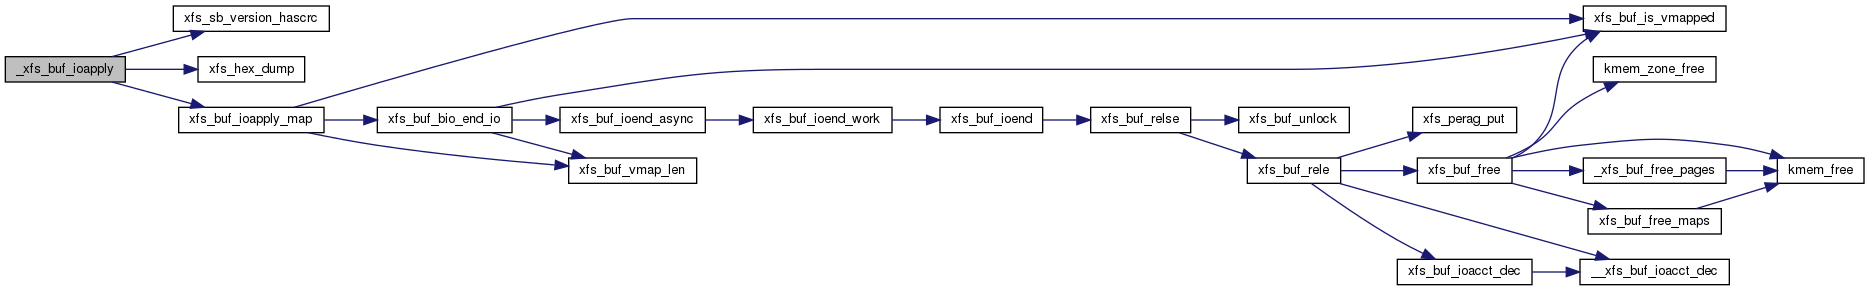 xfs_sb_version_hascrc
xfs_buf_is_vmapped
_xfs_buf_ioapply
xfs_hex_dump
kmem_zone_free
xfs_buf_ioapply_map
xfs_buf_bio_end_io
xfs_buf_ioend_async
xfs_buf_ioend_work
xfs_buf_ioend
xfs_buf_relse
xfs_buf_unlock
xfs_perag_put
xfs_buf_vmap_len
xfs_buf_rele
xfs_buf_free
_xfs_buf_free_pages
kmem_free
xfs_buf_free_maps
xfs_buf_ioacct_dec
__xfs_buf_ioacct_dec